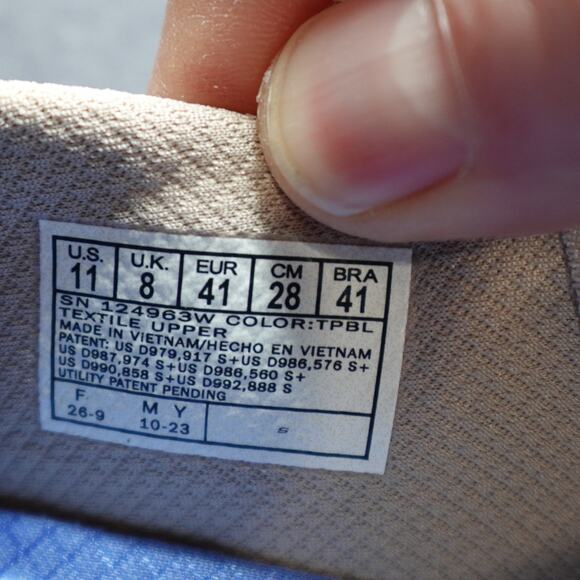 U.S. U.K. EUR CM BRA
11 8 41 28 41
SN 124963W COLOR:TPBL
TEXTILE UPPER
MADE IN VIETNAM/HECHO EN VIETNAM
PATENT: US D979,917 S+US D986,576 S+
US D987,974 S+US D986,560 S+
US D990,858 S+US D992,888 S
UTILITY PATENT PENDING
F M Y
26-9 10-23 S